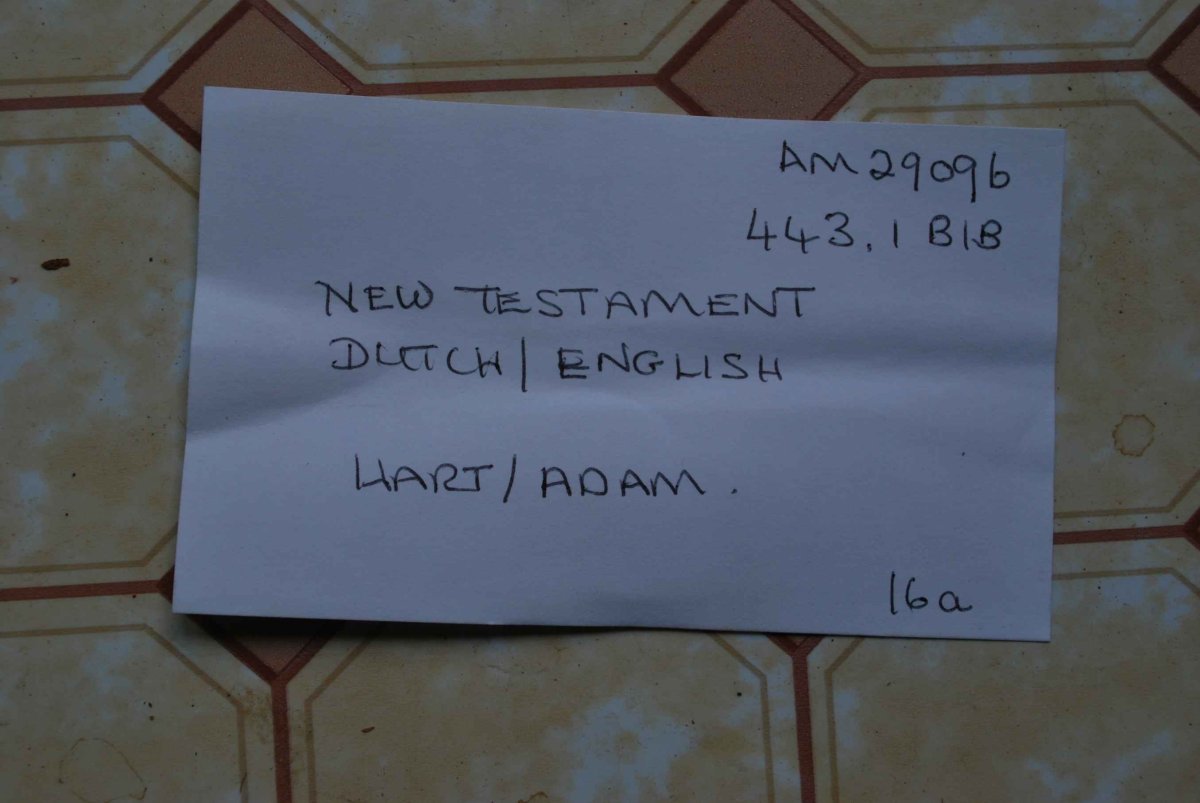 AM29096
443.1 BIB
NEW TESTAMENT
DUTCH/ENGLISH
HART/ADAM.
16a